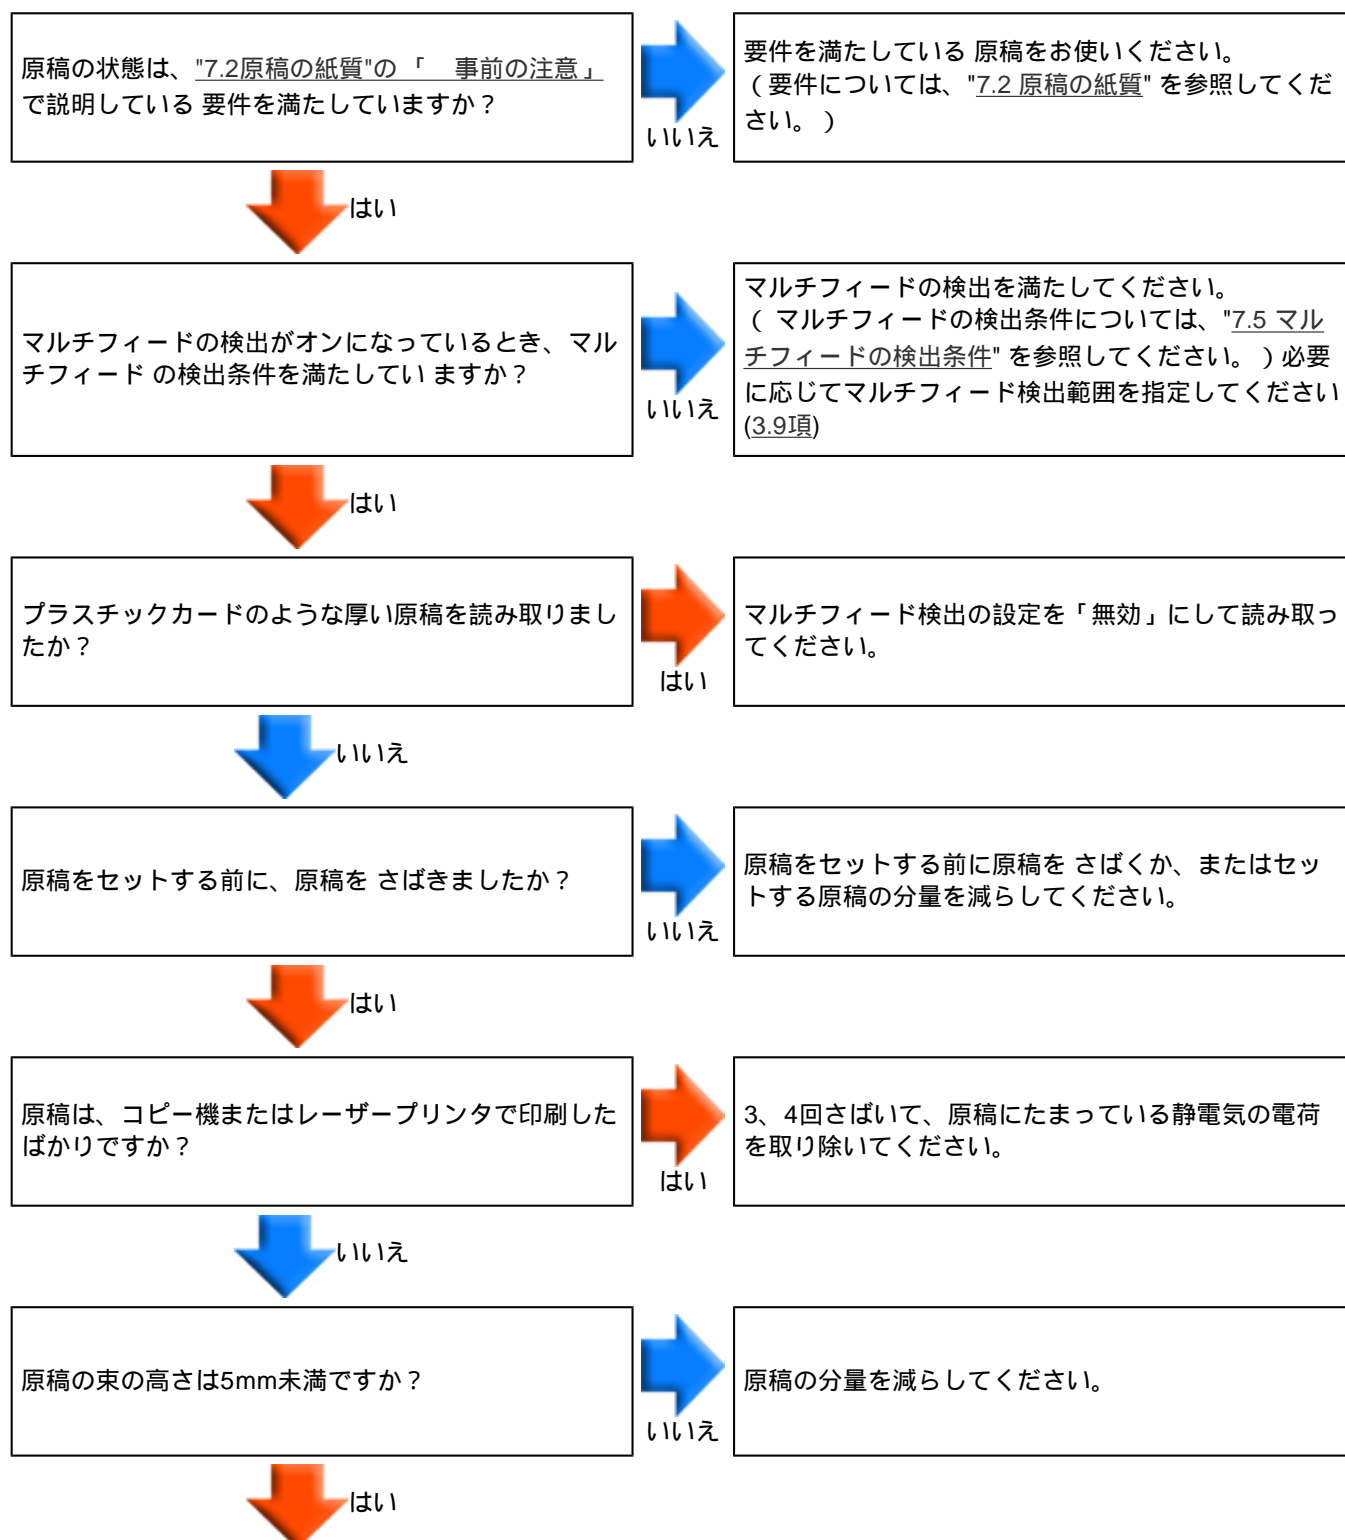 原稿の状態は、"7.2原稿の紙質"の 「　事前の注意」
で説明している 要件を満たしていますか？
いいえ
要件を満たしている 原稿をお使いください。
（要件については、"7.2 原稿の紙質" を参照してくだ
さい。）
はい
マルチフィードの検出がオンになっているとき、マル
チフィード の検出条件を満たしてい ますか？
いいえ
マルチフィードの検出を満たしてください。
（ マルチフィードの検出条件については、"7.5 マル
チフィードの検出条件" を参照してください。）必要
に応じてマルチフィード検出範囲を指定してください
(3.9項)
はい
プラスチックカードのような厚い原稿を読み取りまし
たか？
はい
マルチフィード検出の設定を「無効」にして読み取っ
てください。
いいえ
原稿をセットする前に、原稿を さばきましたか？
いいえ
原稿をセットする前に原稿を さばくか、またはセッ
トする原稿の分量を減らしてください。
はい
原稿は、コピー機またはレーザープリンタで印刷した
ばかりですか？
はい
3、4回さばいて、原稿にたまっている静電気の電荷
を取り除いてください。
いいえ
原稿の束の高さは5mm未満ですか？
いいえ
原稿の分量を減らしてください。
はい